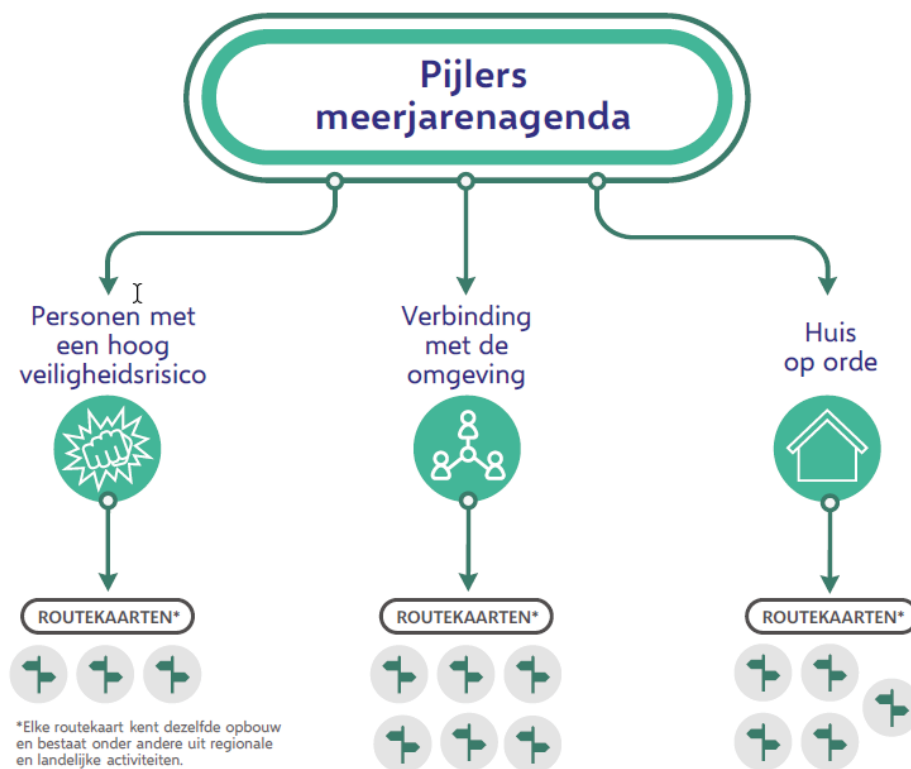 Pijlers
meerjarenagenda
Personen met
een hoog
veiligheidsrisico
Verbinding
met de
omgeving
Huis
op orde
ROUTEKAARTEN*
ROUTEKAARTEN*
ROUTEKAARTEN*
*Elke routekaart kent dezelfde opbouw
en bestaat onder andere uit regionale
en landelijke activiteiten.